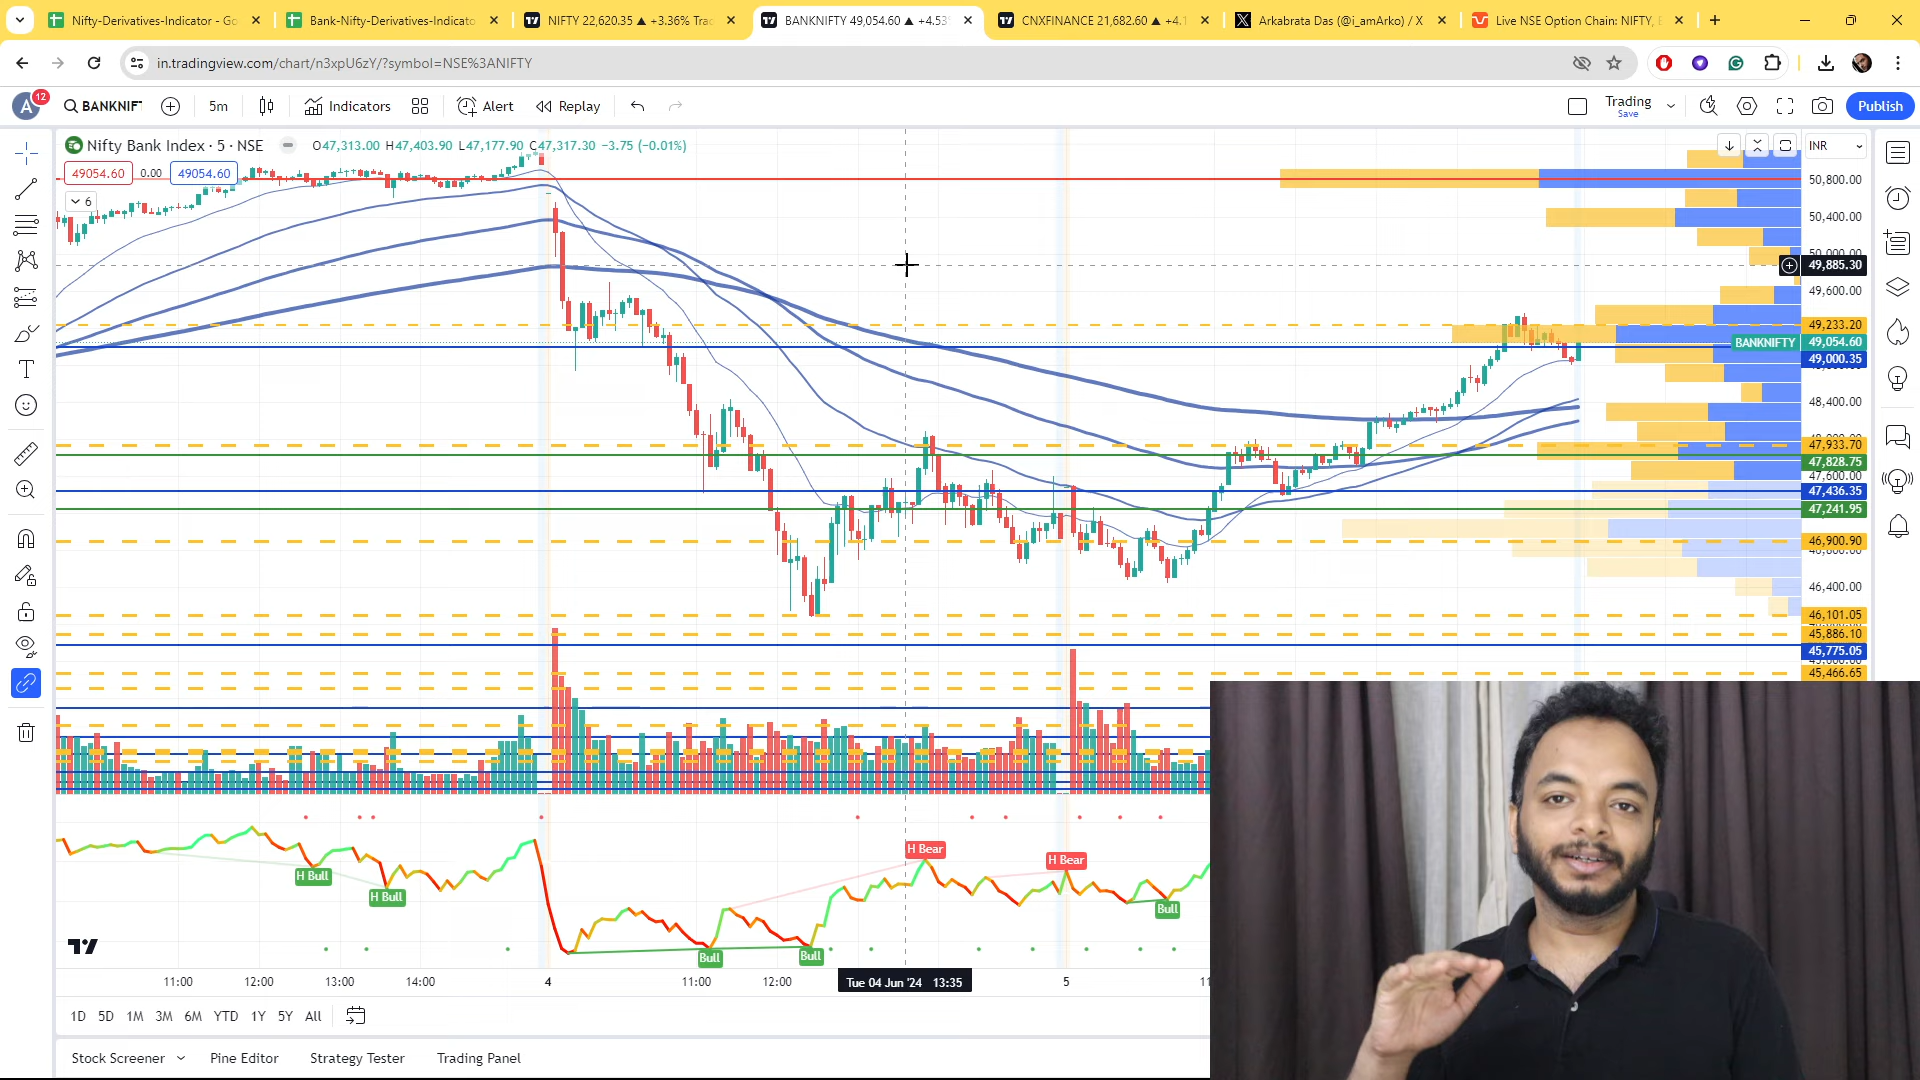 Nifty-Derivatives-Indicator - Go
Bank-Nifty-Derivatives-Indicato
NIFTY 22,620.35 ▲ +3.36% Trad
BANKNIFTY 49,054.60 ▲ +4.53
CNXFINANCE 21,682.60 ▲ +4.1
Arkabrata Das (@i_amArko) / X
Live NSE Option Chain: NIFTY,
in.tradingview.com/chart/n3xpU6zY/?symbol=NSE%3ANIFTY
A 12
BANKNIF
5m
Indicators
Alert
Replay
Trading
Save
Publish
Nifty Bank Index · 5 · NSE
O47,313.00 H47,403.90 L47,177.90 C47,317.30 −3.75 (−0.01%)
INR
49054.60 0.00 49054.60
6
50,800.00
50,400.00
50,000.00
49,885.30
49,600.00
49,233.20
BANKNIFTY 49,054.60
49,000.35
48,400.00
47,933.70
47,828.75
47,600.00
47,436.35
47,241.95
46,900.90
46,400.00
46,101.05
45,886.10
45,775.05
45,466.65
H Bull
H Bull
Bull
Bull
H Bear
H Bear
Bull
11:00 12:00 13:00 14:00 4 11:00 12:00 Tue 04 Jun '24 13:35 5
1D 5D 1M 3M 6M YTD 1Y 5Y All
Stock Screener Pine Editor Strategy Tester Trading Panel